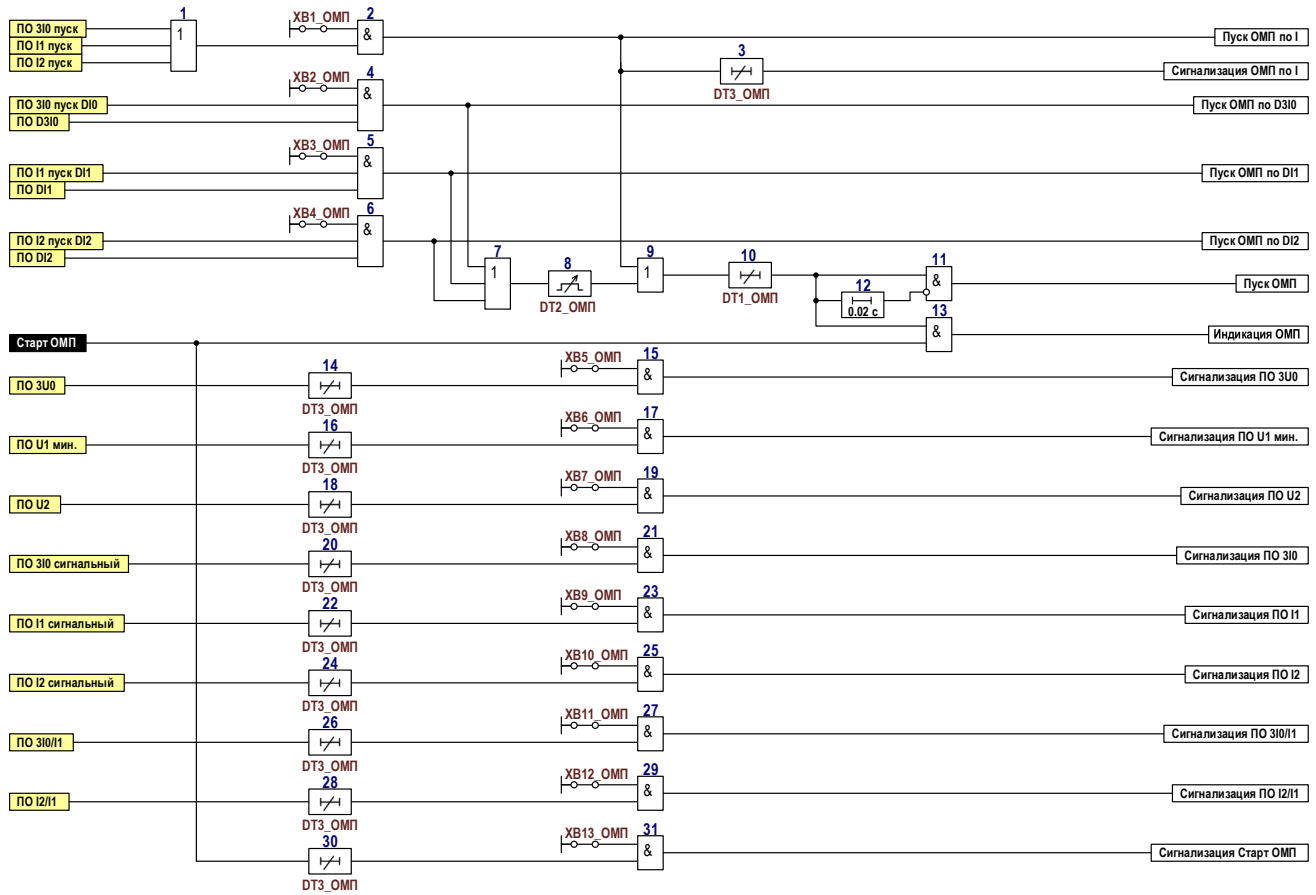 1
XB1_ОМП
2
ПО 3I0 пуск
1
&
Пуск ОМП по I
ПО I1 пуск
3
ПО I2 пуск
Сигнализация ОМП по I
XB2_ОМП
4
DT3_ОМП
&
ПО 3I0 пуск DI0
Пуск ОМП по D3I0
ПО D3I0
XB3_ОМП
5
&
ПО I1 пуск DI1
Пуск ОМП по DI1
ПО DI1
XB4_ОМП
6
&
ПО I2 пуск DI2
Пуск ОМП по DI2
ПО DI2
7
8
9
10
11
1
1
&
12
Пуск ОМП
DT2_ОМП
DT1_ОМП
0.02 с
13
Старт ОМП
&
Индикация ОМП
14
XB5_ОМП
15
ПО 3U0
&
Сигнализация ПО 3U0
DT3_ОМП
16
XB6_ОМП
17
ПО U1 мин.
&
Сигнализация ПО U1 мин.
DT3_ОМП
18
XB7_ОМП
19
ПО U2
&
Сигнализация ПО U2
DT3_ОМП
20
XB8_ОМП
21
ПО 3I0 сигнальный
&
Сигнализация ПО 3I0
DT3_ОМП
22
XB9_ОМП
23
ПО I1 сигнальный
&
Сигнализация ПО I1
DT3_ОМП
24
XB10_ОМП
25
ПО I2 сигнальный
&
Сигнализация ПО I2
DT3_ОМП
26
XB11_ОМП
27
ПО 3I0/I1
&
Сигнализация ПО 3I0/I1
DT3_ОМП
28
XB12_ОМП
29
ПО I2/I1
&
Сигнализация ПО I2/I1
DT3_ОМП
30
XB13_ОМП
31
&
Сигнализация Старт ОМП
DT3_ОМП